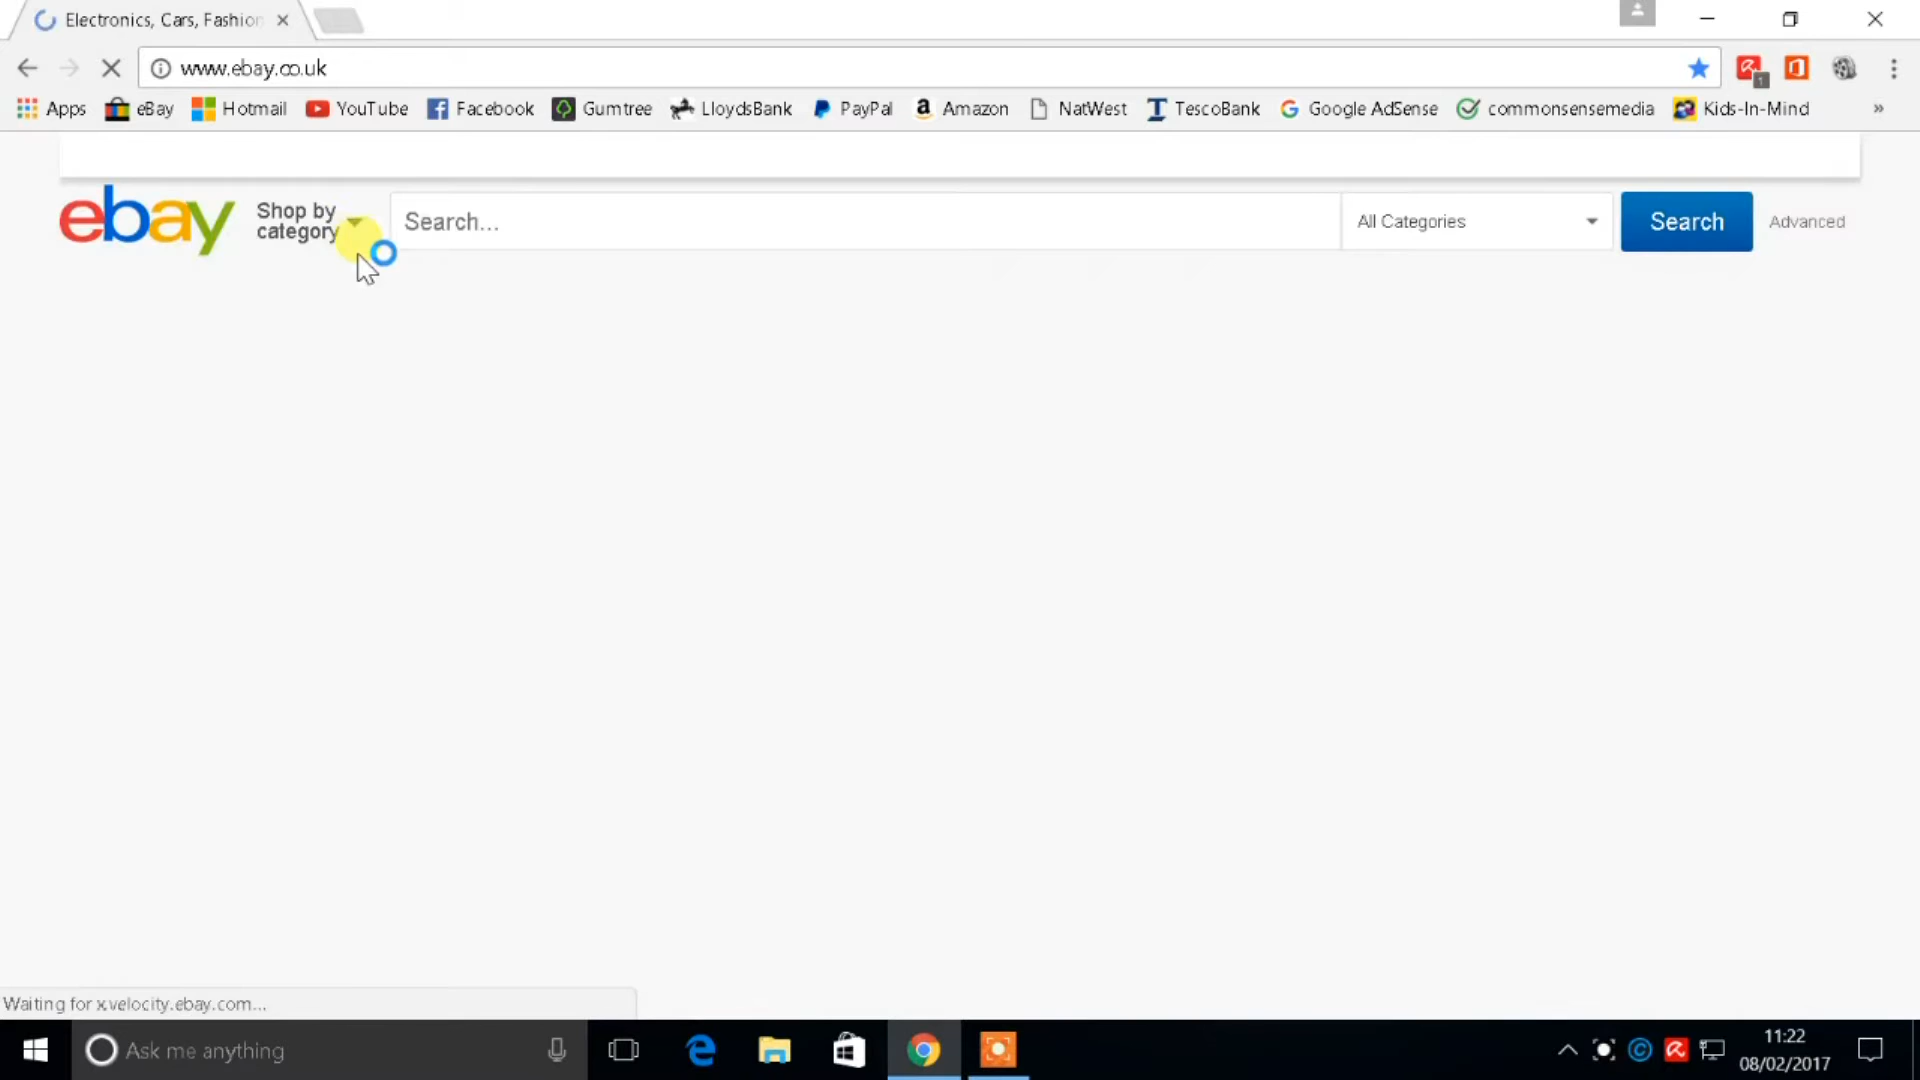 Electronics, Cars, Fashion
www.ebay.co.uk
Apps eBay Hotmail YouTube Facebook Gumtree LloydsBank PayPal Amazon NatWest TescoBank Google AdSense commonsensemedia Kids-In-Mind »
ebay
Shop by
category
Search...
All Categories
Search
Advanced
Waiting for x.velocity.ebay.com...
Ask me anything
11:22
08/02/2017